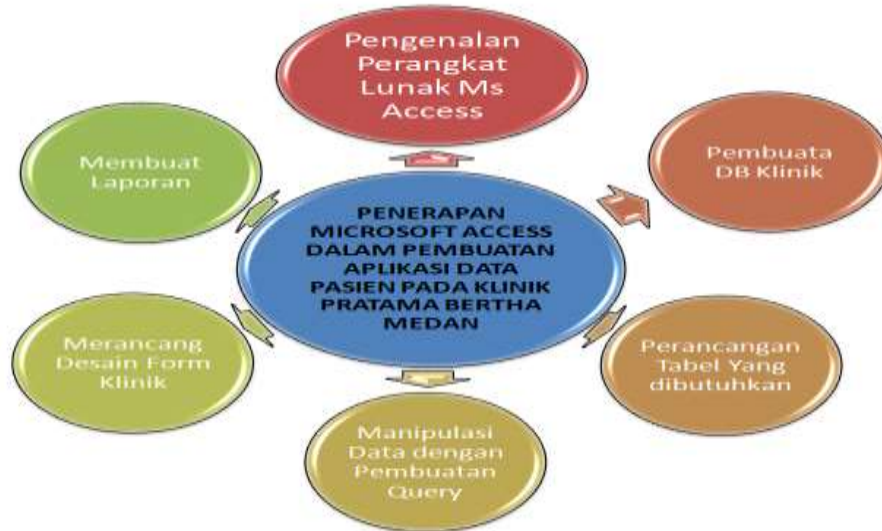 Pengenalan
Perangkat
Lunak Ms
Access
Pembuata
DB Klinik
Perancangan
Tabel Yang
dibutuhkan
Manipulasi
Data dengan
Pembuatan
Query
Merancang
Desain Form
Klinik
Membuat
Laporan
PENERAPAN
MICROSOFT ACCESS
DALAM PEMBUATAN
APLIKASI DATA
PASIEN PADA KLINIK
PRATAMA BERTHA
MEDAN